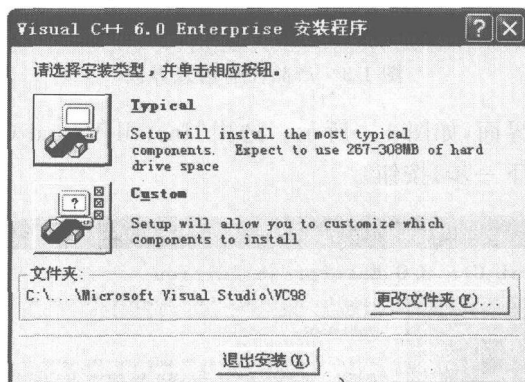 Visual C++ 6.0 Enterprise 安装程序
请选择安装类型，并单击相应按钮。
Typical
Setup will install the most typical
components. Expect to use 267-308MB of hard
drive space
Custom
Setup will allow you to customize which
components to install
文件夹:
C:\...\Microsoft Visual Studio\VC98
更改文件夹(F)...
退出安装(X)